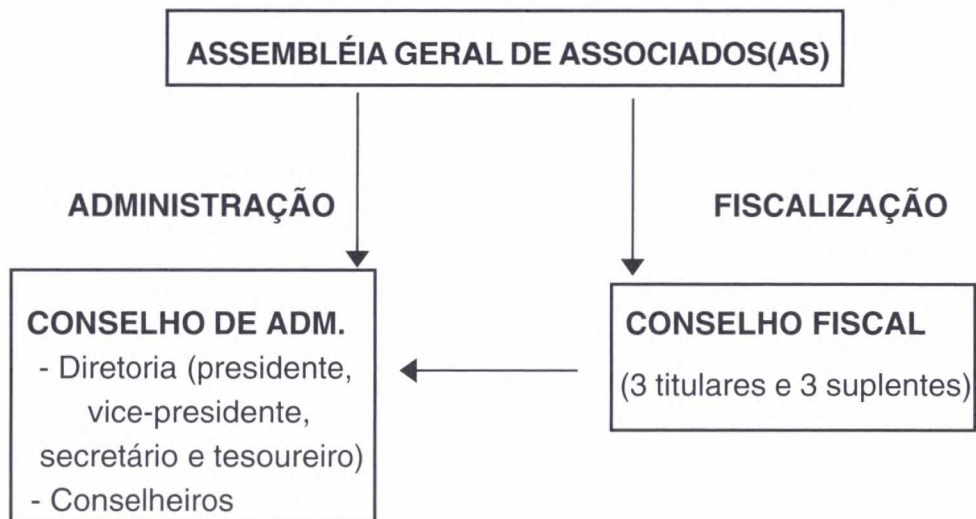 ASSEMBLÉIA GERAL DE ASSOCIADOS(AS)
ADMINISTRAÇÃO
FISCALIZAÇÃO
CONSELHO DE ADM.
- Diretoria (presidente,
vice-presidente,
secretário e tesoureiro)
- Conselheiros
CONSELHO FISCAL
(3 titulares e 3 suplentes)